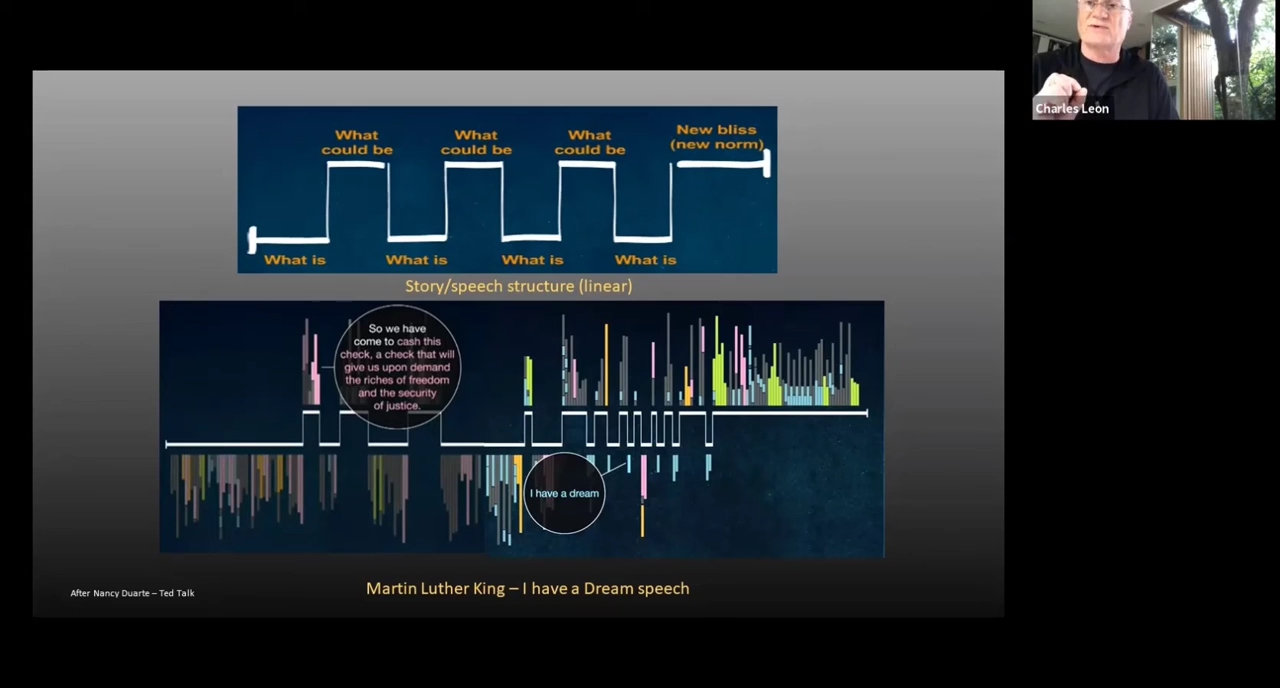 Charles Leon
What
could be
What
could be
What
could be
New bliss
(new norm)
What is
What is
What is
What is
Story/speech structure (linear)
So we have
come to cash this
check, a check that will
give us upon demand
the riches of freedom
and the security
of justice.
I have a dream
Martin Luther King – I have a Dream speech
After Nancy Duarte – Ted Talk